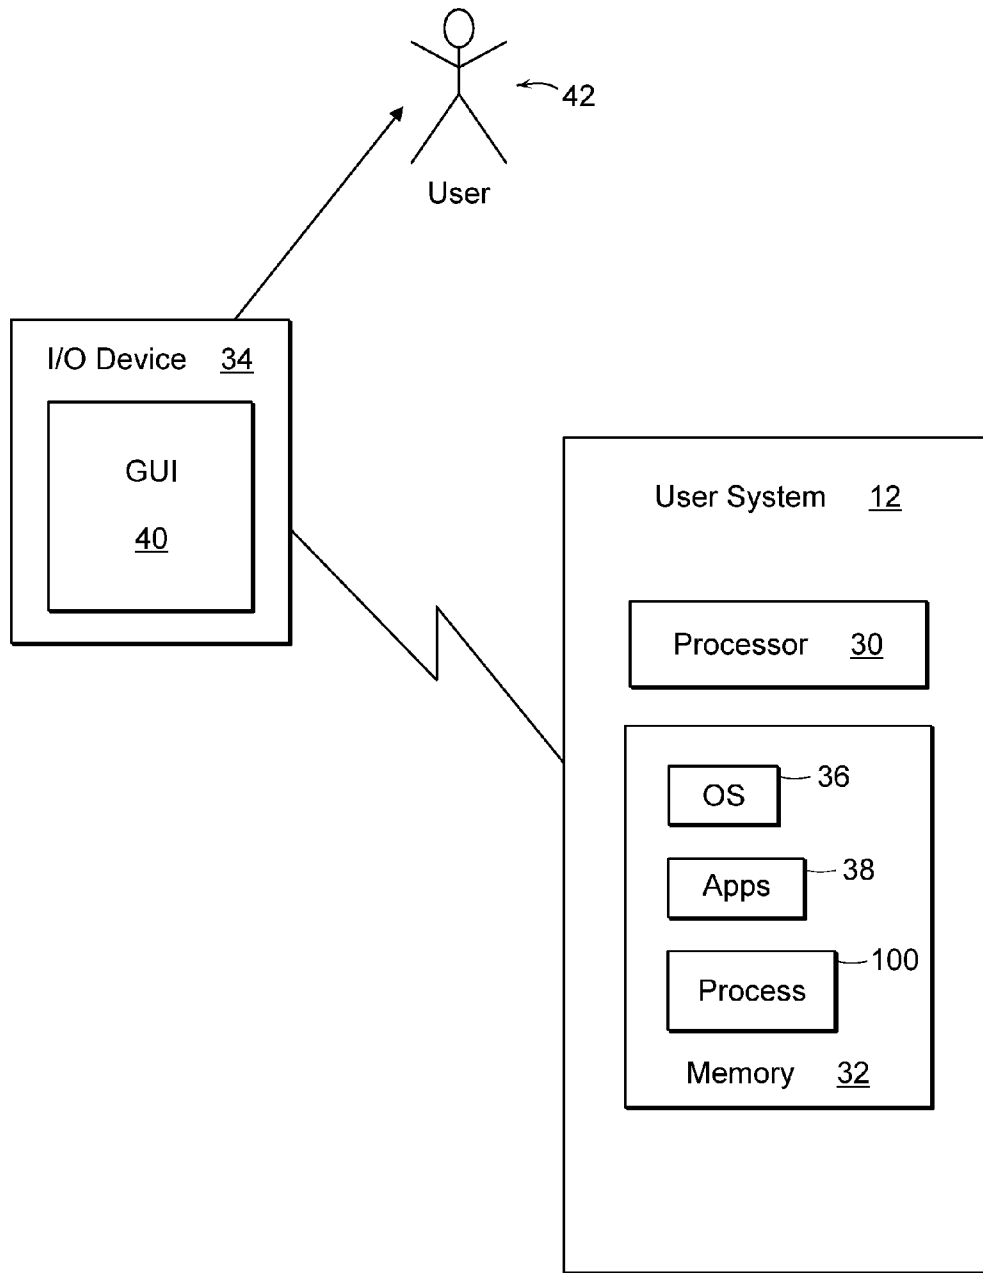 42
User
I/O Device 34
GUI
40
User System 12
Processor 30
OS 36
Apps 38
Process 100
Memory 32